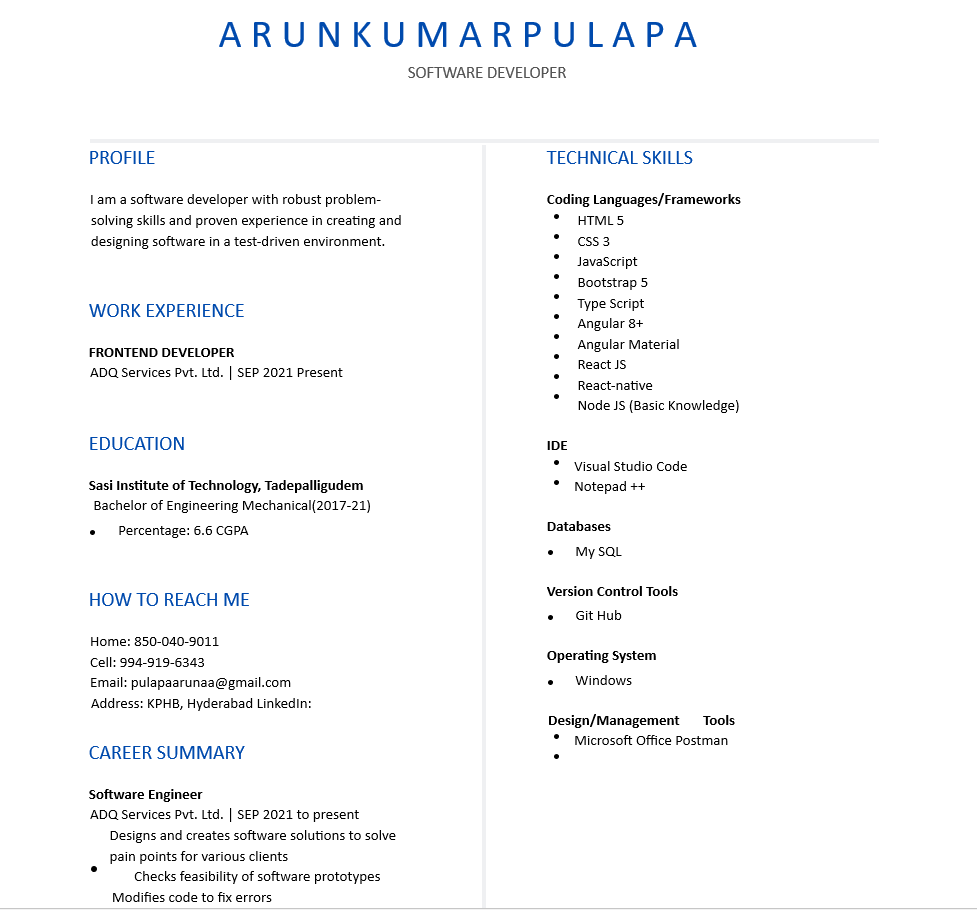 ARUNKUMARPULAPA
SOFTWARE DEVELOPER
PROFILE
I am a software developer with robust problem-
solving skills and proven experience in creating and
designing software in a test-driven environment.
WORK EXPERIENCE
FRONTEND DEVELOPER
ADQ Services Pvt. Ltd. | SEP 2021 Present
EDUCATION
Sasi Institute of Technology, Tadepalligudem
Bachelor of Engineering Mechanical(2017-21)
• Percentage: 6.6 CGPA
HOW TO REACH ME
Home: 850-040-9011
Cell: 994-919-6343
Email: pulapaarunaa@gmail.com
Address: KPHB, Hyderabad LinkedIn:
CAREER SUMMARY
Software Engineer
ADQ Services Pvt. Ltd. | SEP 2021 to present
Designs and creates software solutions to solve
pain points for various clients
• Checks feasibility of software prototypes
Modifies code to fix errors
TECHNICAL SKILLS
Coding Languages/Frameworks
• HTML 5
• CSS 3
• JavaScript
• Bootstrap 5
• Type Script
• Angular 8+
• Angular Material
• React JS
• React-native
• Node JS (Basic Knowledge)
IDE
• Visual Studio Code
• Notepad ++
Databases
• My SQL
Version Control Tools
• Git Hub
Operating System
• Windows
Design/Management Tools
• Microsoft Office Postman
•